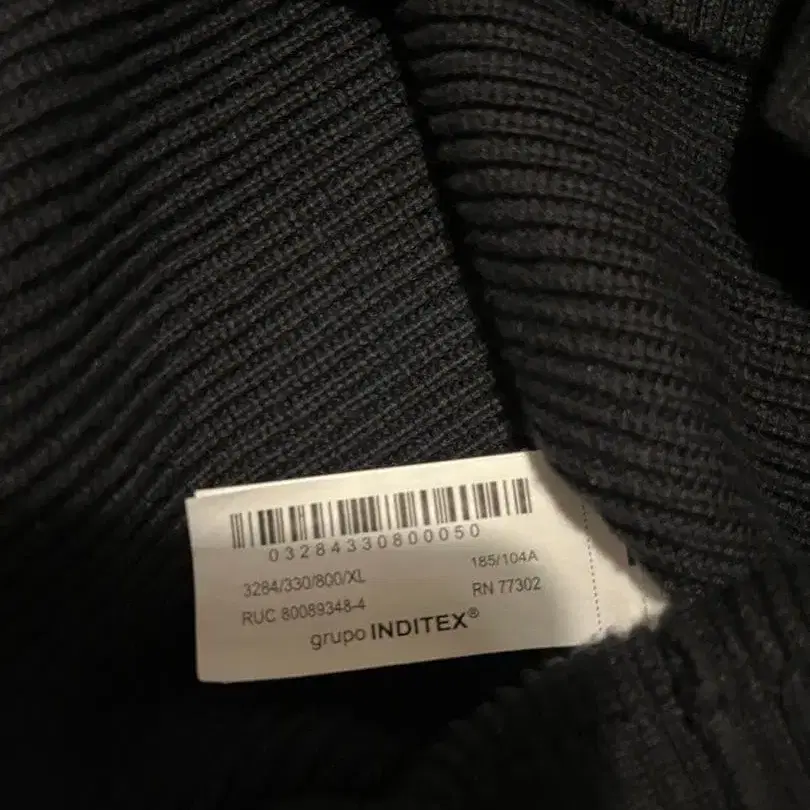 03284330800050
3284/330/800/XL 185/104A
RUC 80089348-4 RN 77302
grupo INDITEX®